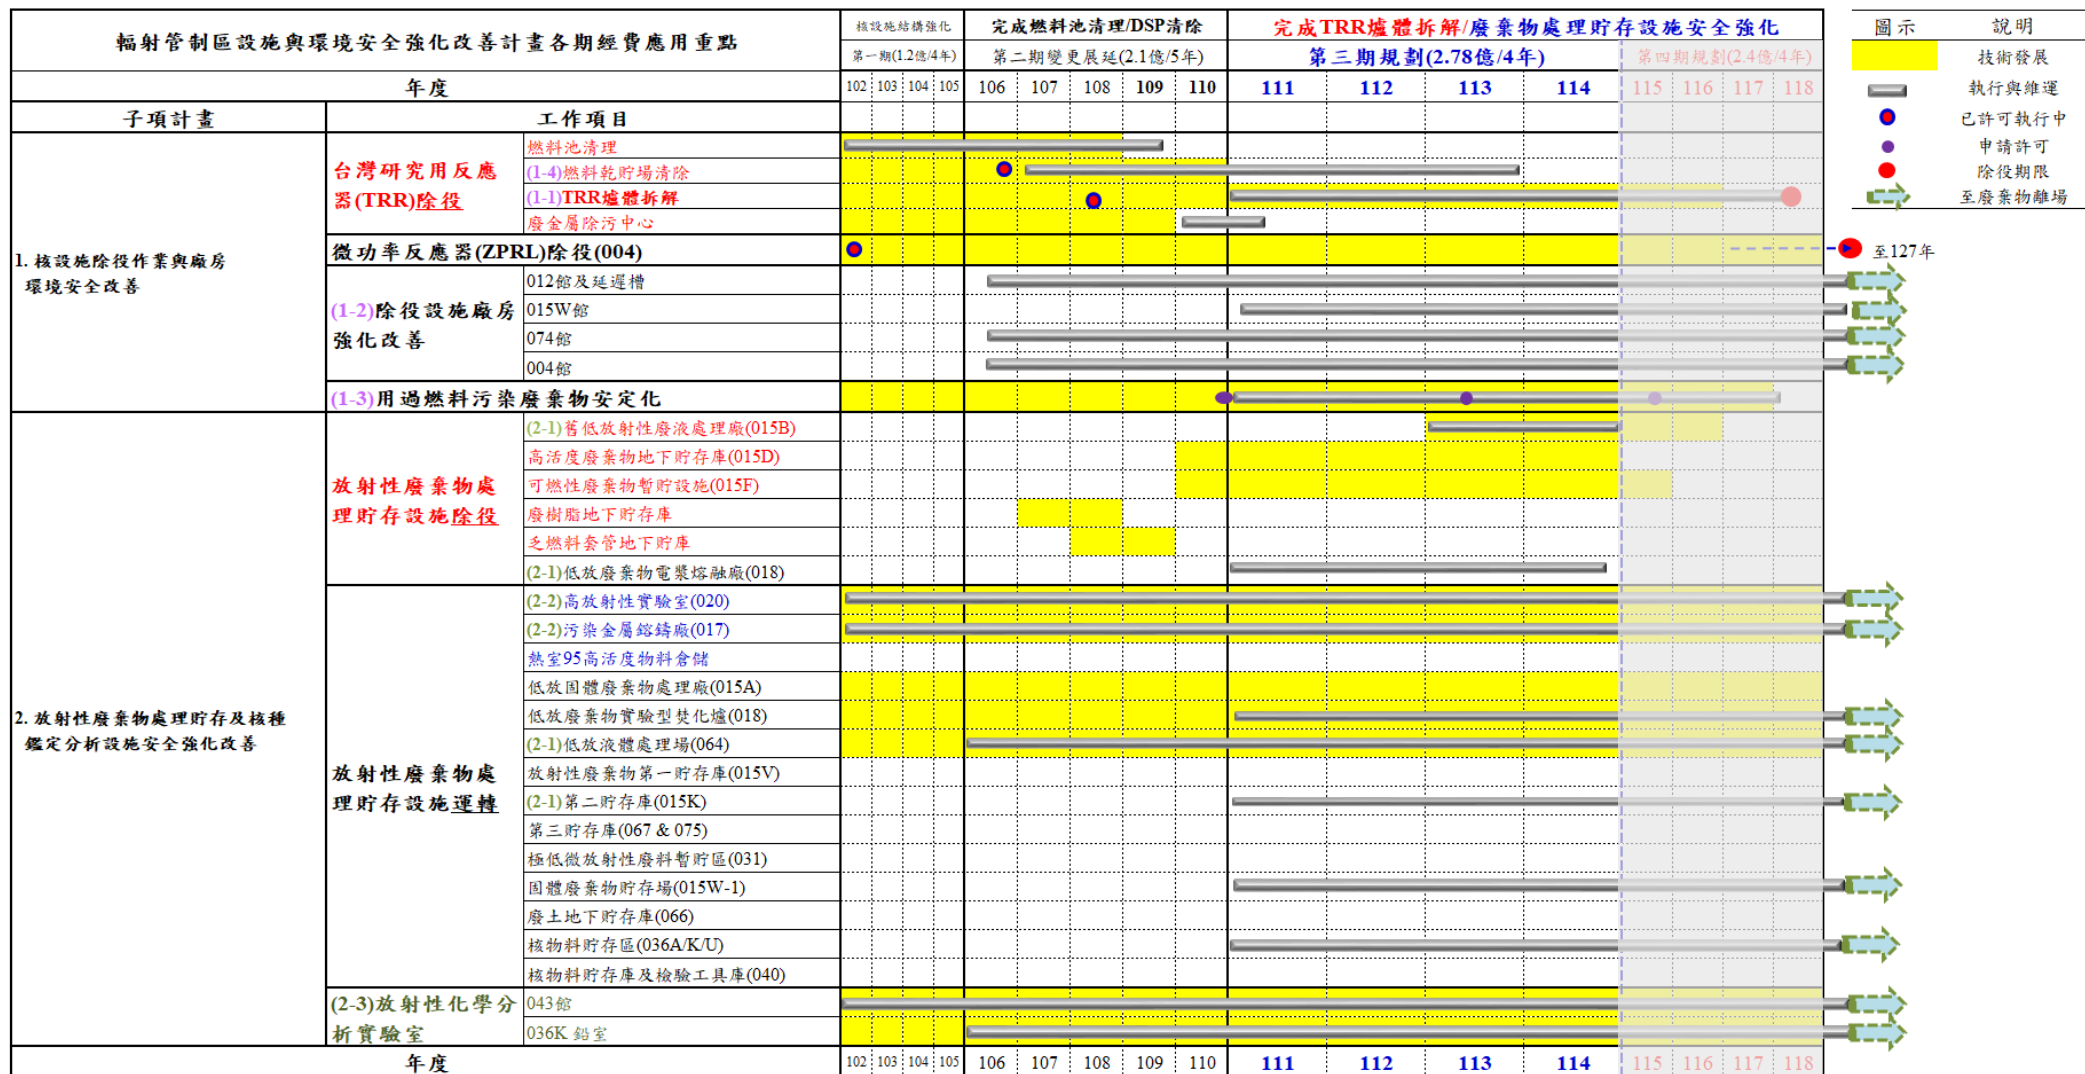 輻射管制區設施與環境安全強化改善計畫各期經費應用重點
核設施結構強化
完成燃料池清理/DSP清除
完成TRR爐體拆解/廢棄物處理貯存設施安全強化
第一期(1.2億/4年)
第二期變更展延(2.1億/5年)
第三期規劃(2.78億/4年)
第四期規劃(2.4億/4年)
年度
102 103 104 105 106 107 108 109 110 111 112 113 114 115 116 117 118
子項計畫
工作項目
圖示 說明
技術發展
執行與維運
已許可執行中
申請許可
除役期限
至廢棄物離場
1. 核設施除役作業與廠房
環境安全改善
台灣研究用反應
器(TRR)除役
燃料池清理
(1-4)燃料乾貯場清除
(1-1)TRR爐體拆解
廢金屬除污中心
微功率反應器(ZPRL)除役(004)
至127年
(1-2)除役設施廠房
強化改善
012館及延遲槽
015W館
074館
004館
(1-3)用過燃料污染廢棄物安定化
2. 放射性廢棄物處理貯存及核種
鑑定分析設施安全強化改善
放射性廢棄物處
理貯存設施除役
(2-1)舊低放射性廢液處理廠(015B)
高活度廢棄物地下貯存庫(015D)
可燃性廢棄物暫貯設施(015F)
廢樹脂地下貯存庫
乏燃料套管地下貯庫
(2-1)低放廢棄物電漿熔融廠(018)
放射性廢棄物處
理貯存設施運轉
(2-2)高放射性實驗室(020)
(2-2)污染金屬鎔鑄廠(017)
熱室95高活度物料倉儲
低放固體廢棄物處理廠(015A)
低放廢棄物實驗型焚化爐(018)
(2-1)低放液體處理場(064)
放射性廢棄物第一貯存庫(015V)
(2-1)第二貯存庫(015K)
第三貯存庫(067 & 075)
極低微放射性廢料暫貯區(031)
固體廢棄物貯存場(015W-1)
廢土地下貯存庫(066)
核物料貯存區(036A/K/U)
核物料貯存庫及檢驗工具庫(040)
(2-3)放射性化學分
析實驗室
043館
036K 鉛室
年度
102 103 104 105 106 107 108 109 110 111 112 113 114 115 116 117 118